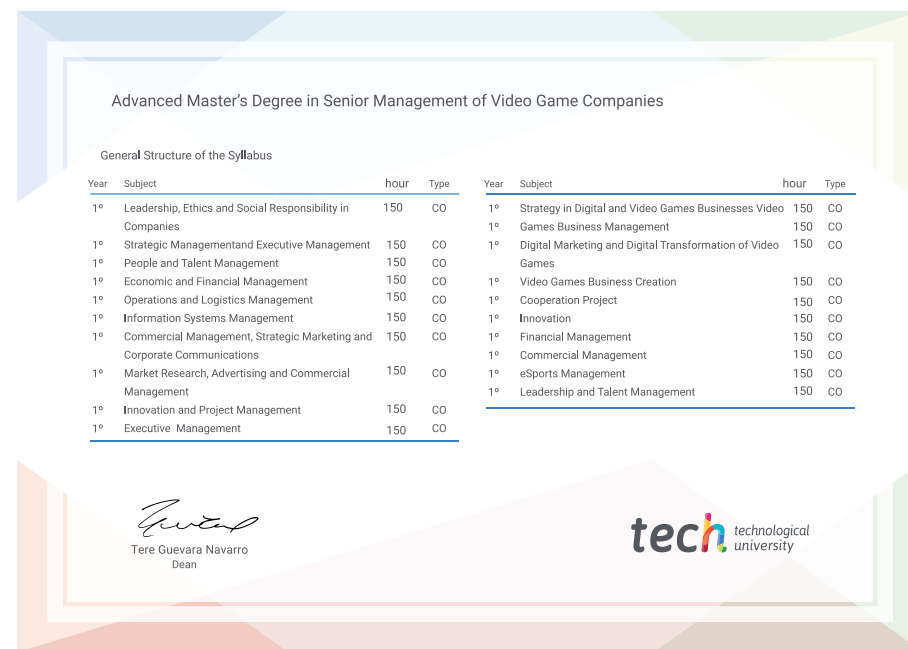 Advanced Master's Degree in Senior Management of Video Game Companies
General Structure of the Syllabus
Year Subject hour Type
1º Leadership, Ethics and Social Responsibility in 150 CO
Companies
1º Strategic Managementand Executive Management 150 CO
1º People and Talent Management 150 CO
1º Economic and Financial Management 150 CO
1º Operations and Logistics Management 150 CO
1º Information Systems Management 150 CO
1º Commercial Management, Strategic Marketing and 150 CO
Corporate Communications
1º Market Research, Advertising and Commercial 150 CO
Management
1º Innovation and Project Management 150 CO
1º Executive Management 150 CO
Year Subject hour Type
1º Strategy in Digital and Video Games Businesses Video 150 CO
1º Games Business Management 150 CO
1º Digital Marketing and Digital Transformation of Video 150 CO
Games
1º Video Games Business Creation 150 CO
1º Cooperation Project 150 CO
1º Innovation 150 CO
1º Financial Management 150 CO
1º Commercial Management 150 CO
1º eSports Management 150 CO
1º Leadership and Talent Management 150 CO
Tere Guevara Navarro
Dean
tech technological
university